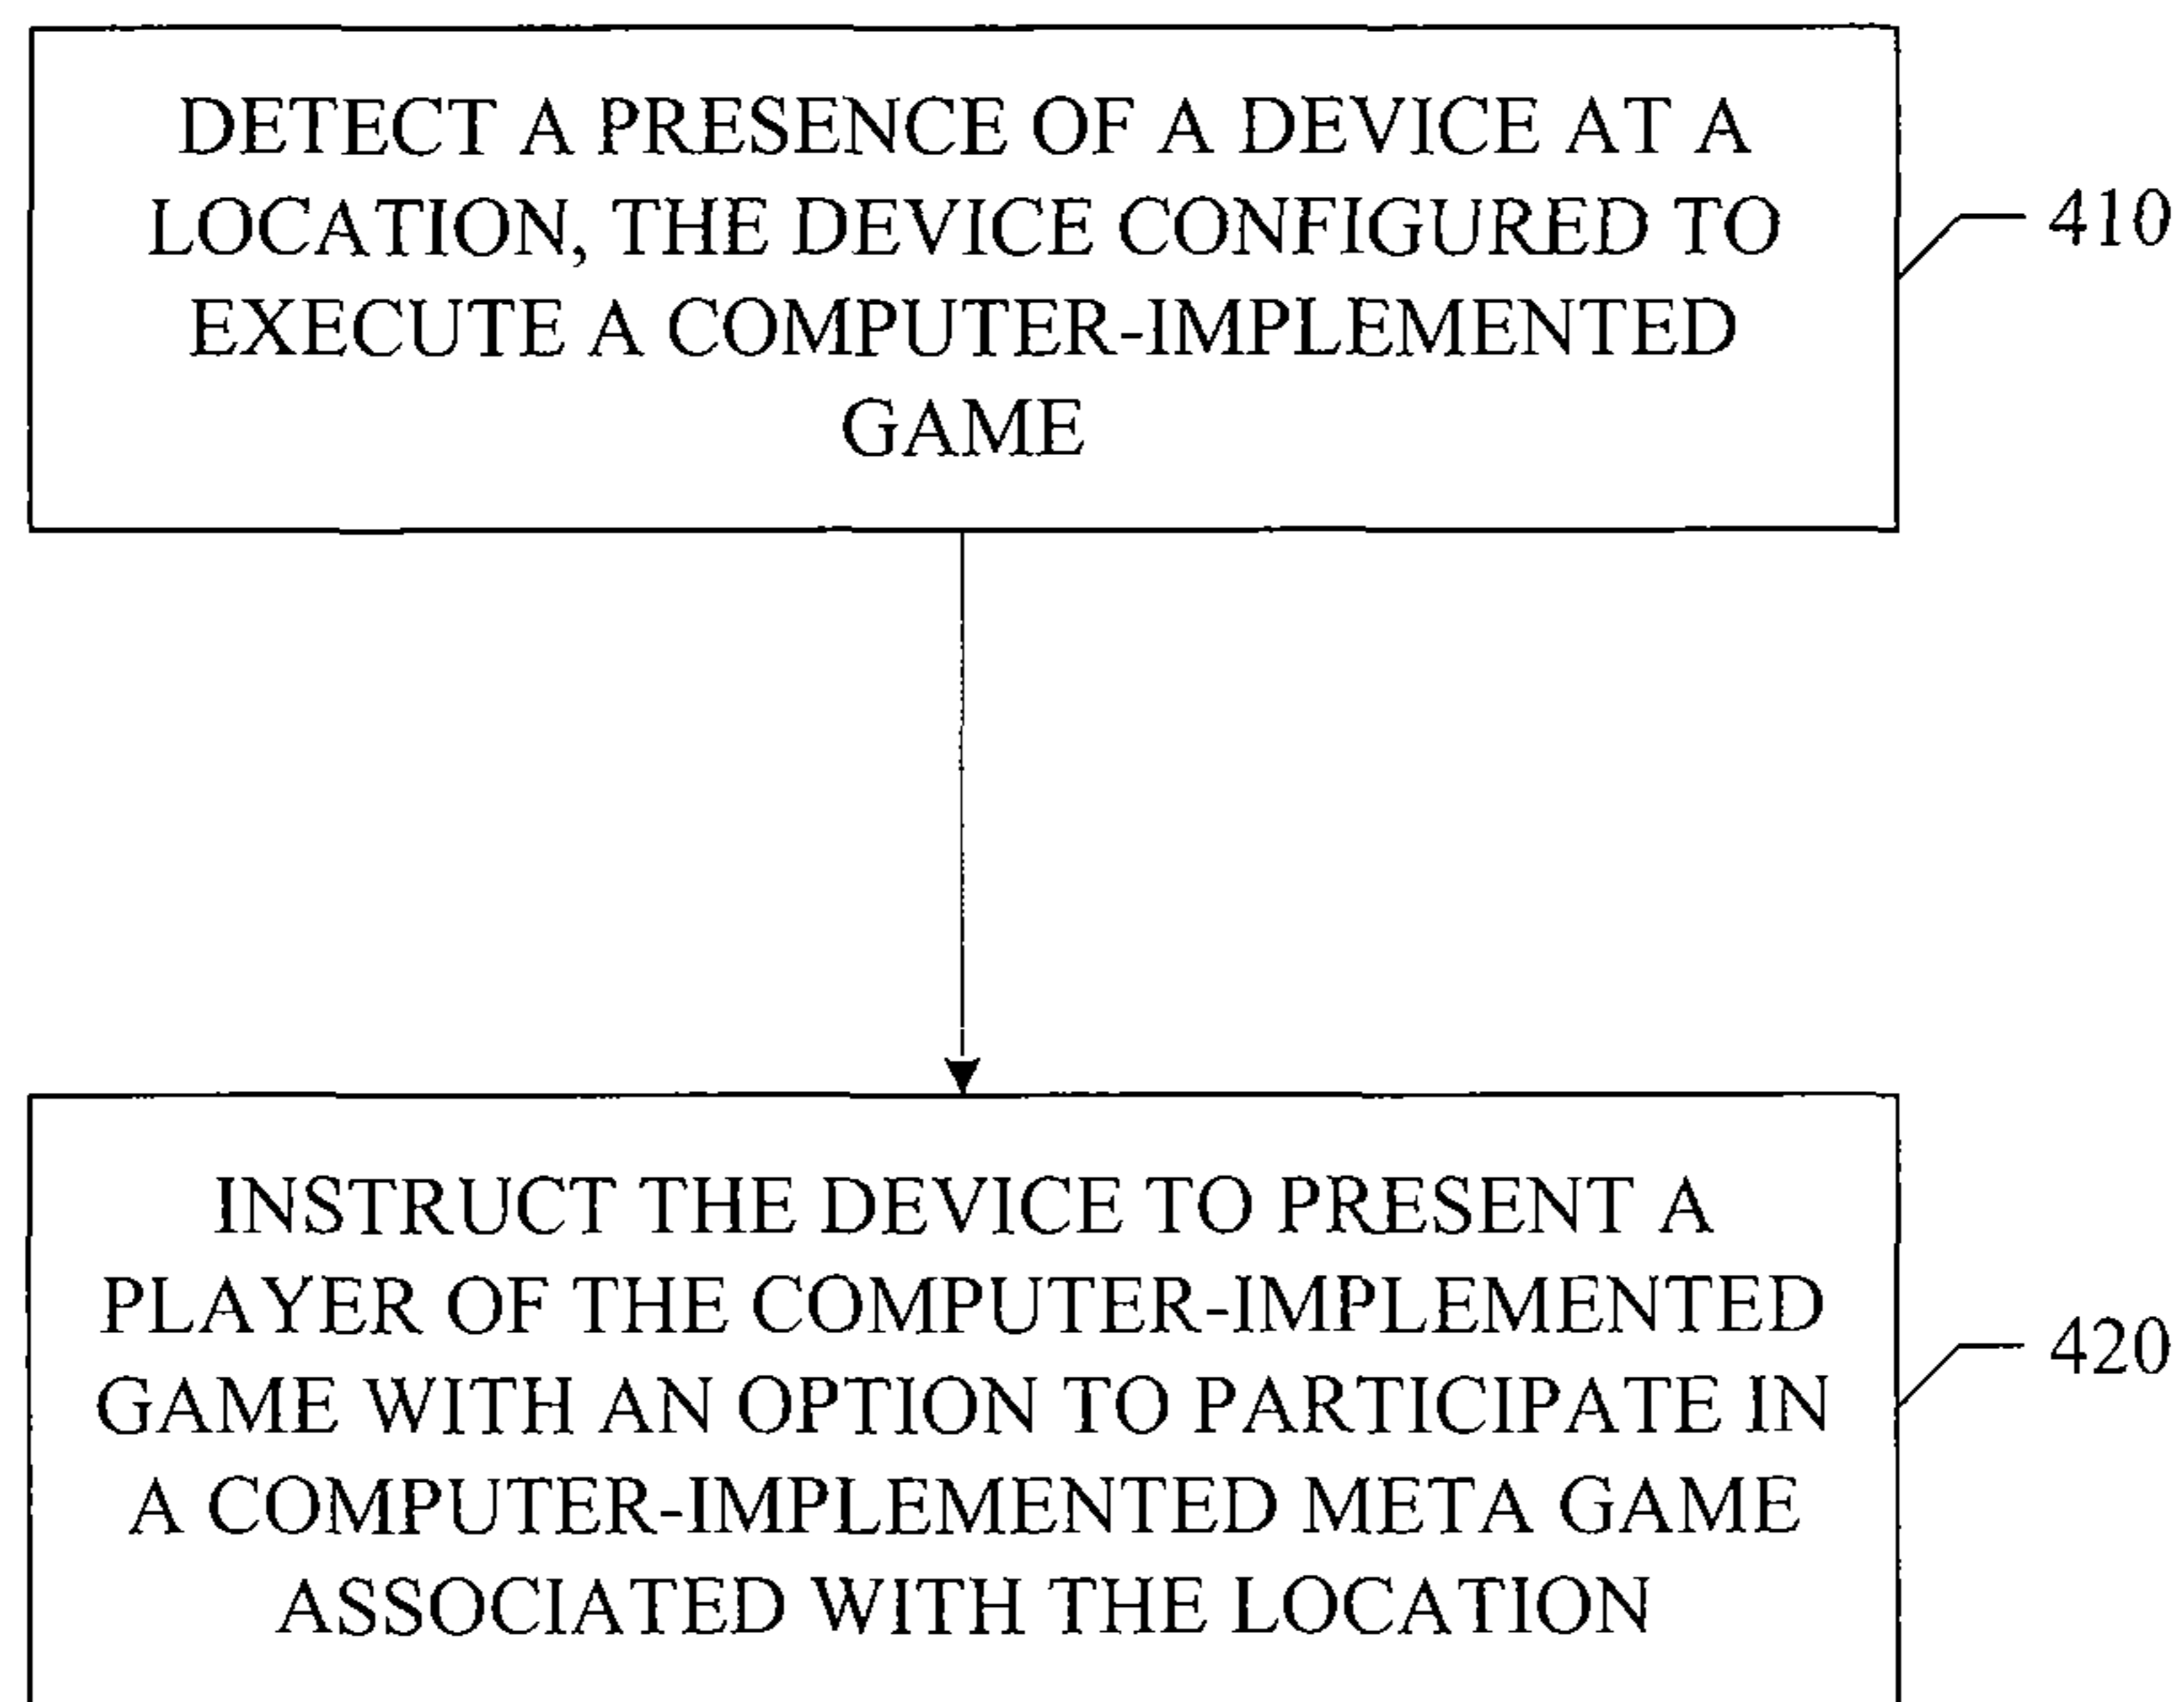 DETECT A PRESENCE OF A DEVICE AT A
LOCATION, THE DEVICE CONFIGURED TO
EXECUTE A COMPUTER-IMPLEMENTED
GAME
410
INSTRUCT THE DEVICE TO PRESENT A
PLAYER OF THE COMPUTER-IMPLEMENTED
GAME WITH AN OPTION TO PARTICIPATE IN
A COMPUTER-IMPLEMENTED META GAME
ASSOCIATED WITH THE LOCATION
420